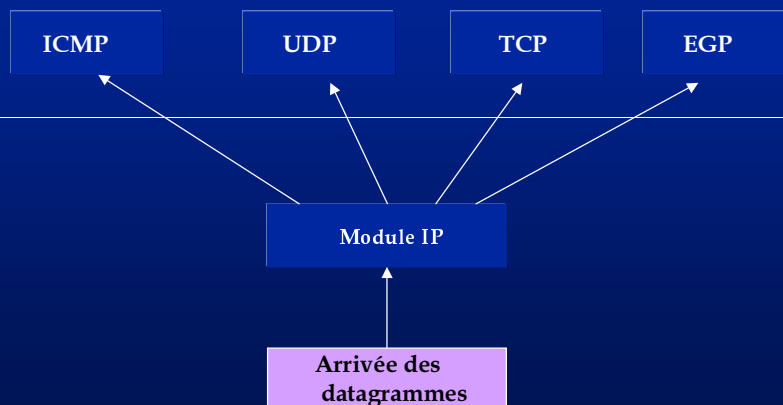 ICMP UDP TCP EGP
Module IP
Arrivée des
datagrammes